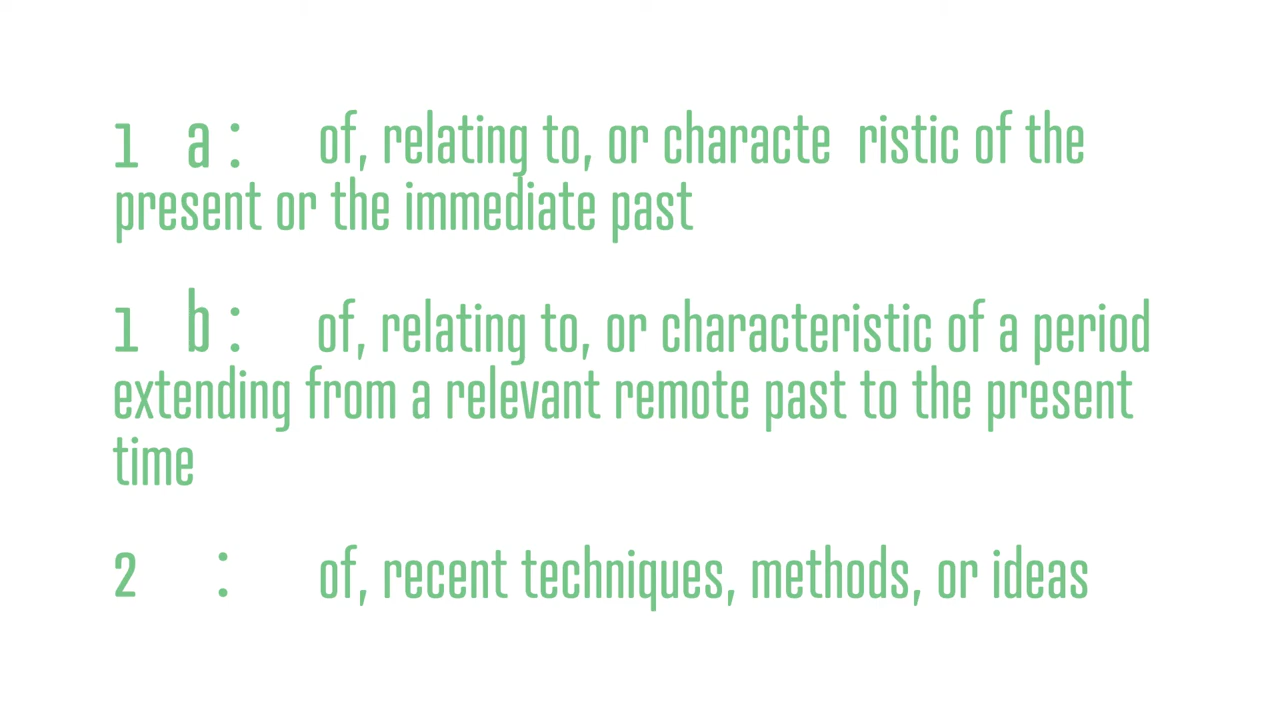 1 a: of, relating to, or characte ristic of the
present or the immediate past
1 b: of, relating to, or characteristic of a period
extending from a relevant remote past to the present
time
2 : of, recent techniques, methods, or ideas